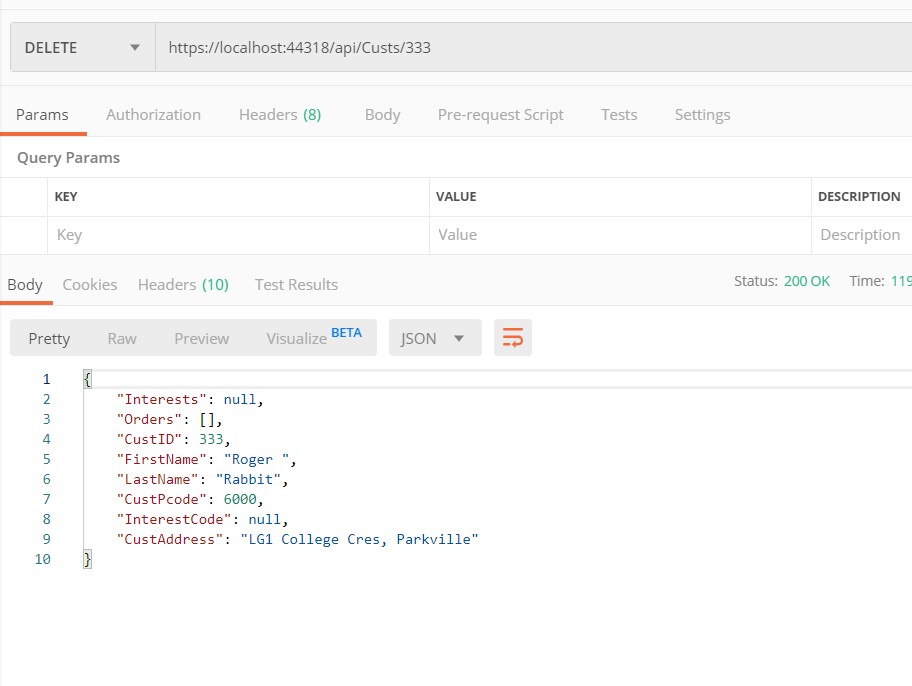 DELETE https://localhost:44318/api/Custs/333
Params Authorization Headers (8) Body Pre-request Script Tests Settings
Query Params
KEY VALUE DESCRIPTION
Key Value Description
Body Cookies Headers (10) Test Results Status: 200 OK Time: 119
Pretty Raw Preview Visualize BETA JSON
1 {
2 "Interests": null,
3 "Orders": [],
4 "CustID": 333,
5 "FirstName": "Roger ",
6 "LastName": "Rabbit",
7 "CustPcode": 6000,
8 "InterestCode": null,
9 "CustAddress": "LG1 College Cres, Parkville"
10 }